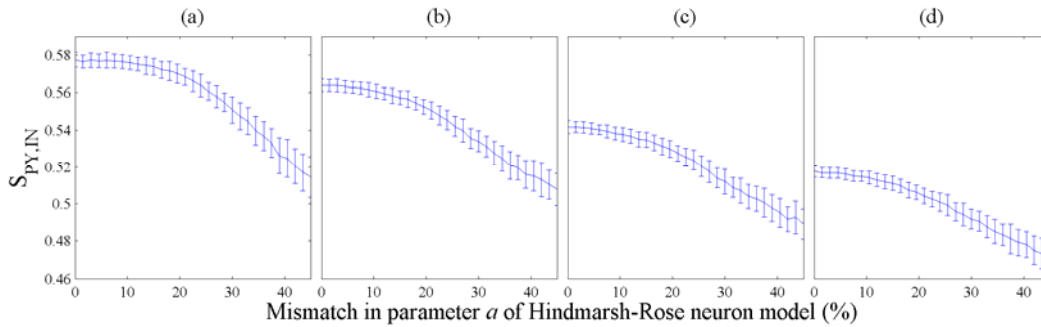 (a) (b) (c) (d)
0.58
0.56
0.54
0.52
0.5
0.48
0.46
S_PY,IN
0 10 20 30 40 0 10 20 30 40 0 10 20 30 40 0 10 20 30 40
Mismatch in parameter a of Hindmarsh-Rose neuron model (%)